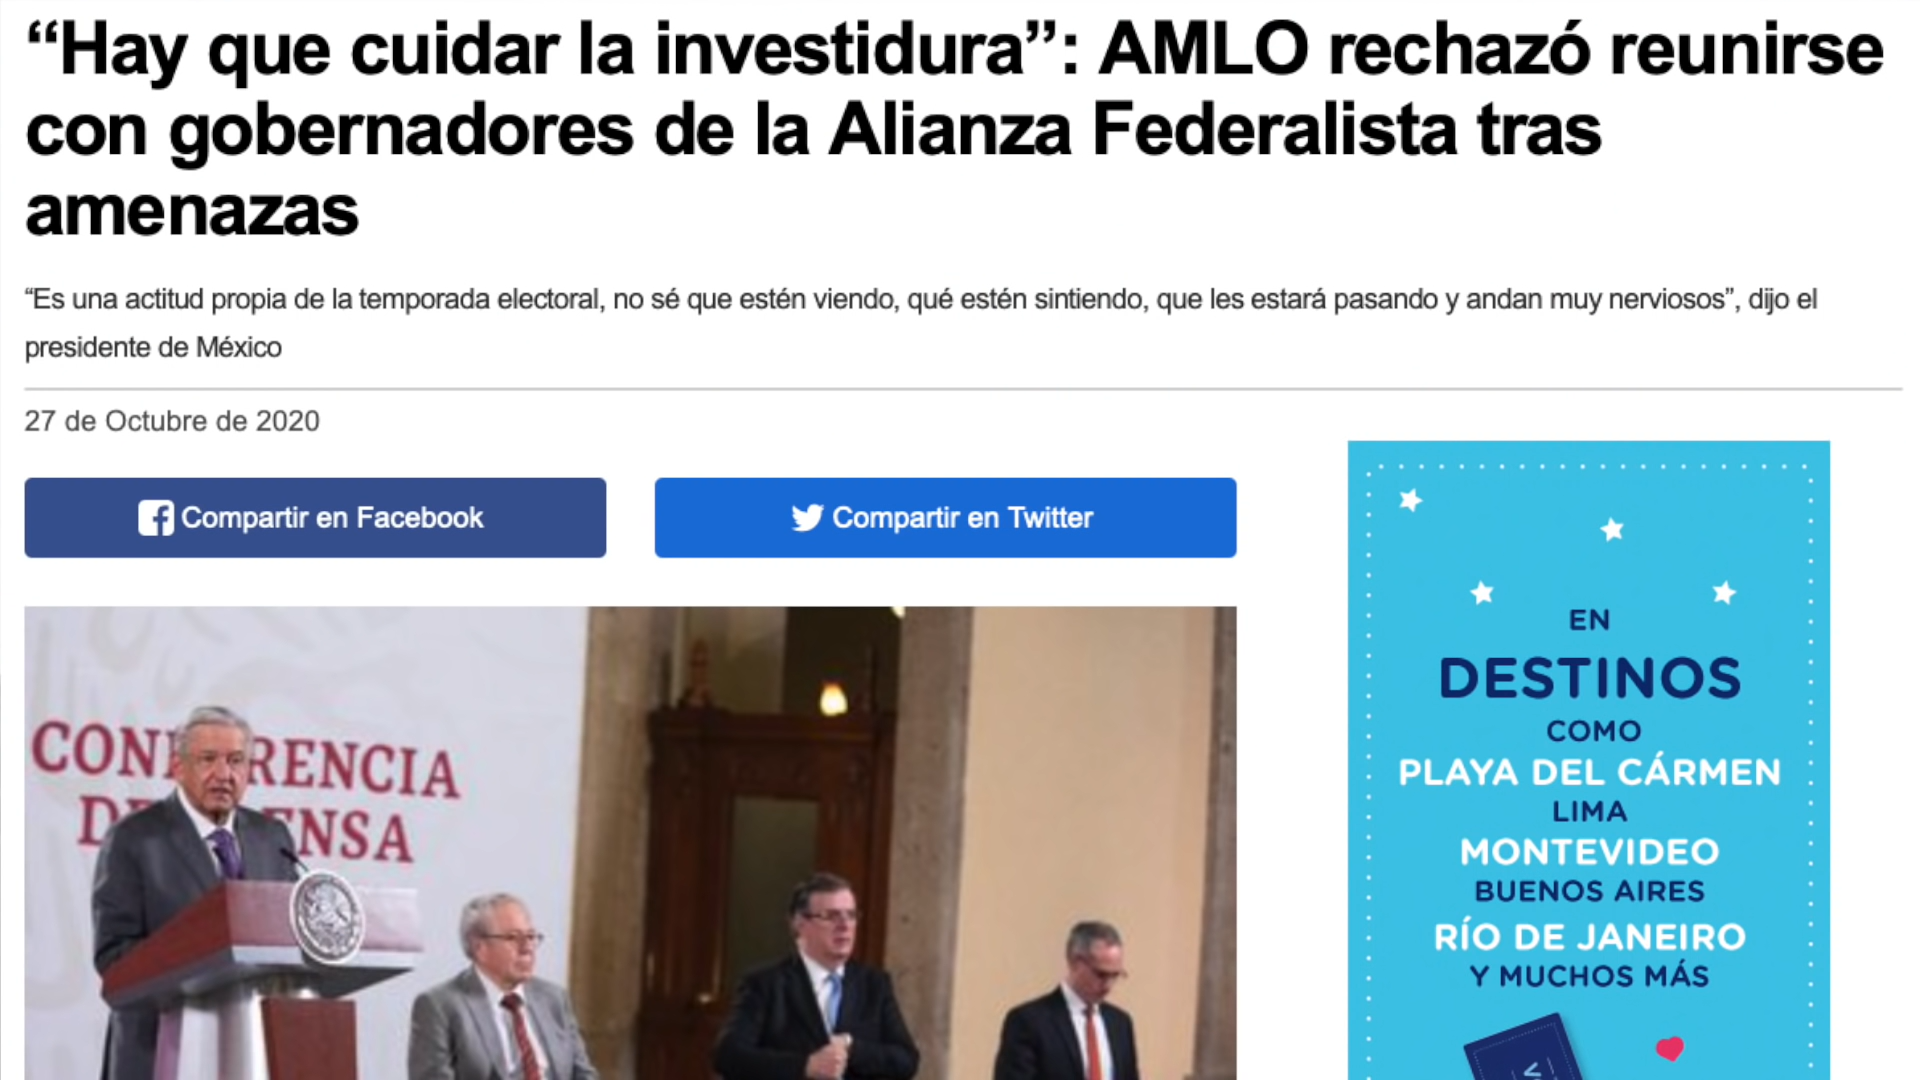 “Hay que cuidar la investidura”: AMLO rechazó reunirse
con gobernadores de la Alianza Federalista tras
amenazas
“Es una actitud propia de la temporada electoral, no sé que estén viendo, qué estén sintiendo, que les estará pasando y andan muy nerviosos”, dijo el
presidente de México
27 de Octubre de 2020
Compartir en Facebook
Compartir en Twitter
CONFERENCIA
DE PRENSA
EN
DESTINOS
COMO
PLAYA DEL CÁRMEN
LIMA
MONTEVIDEO
BUENOS AIRES
RÍO DE JANEIRO
Y MUCHOS MÁS